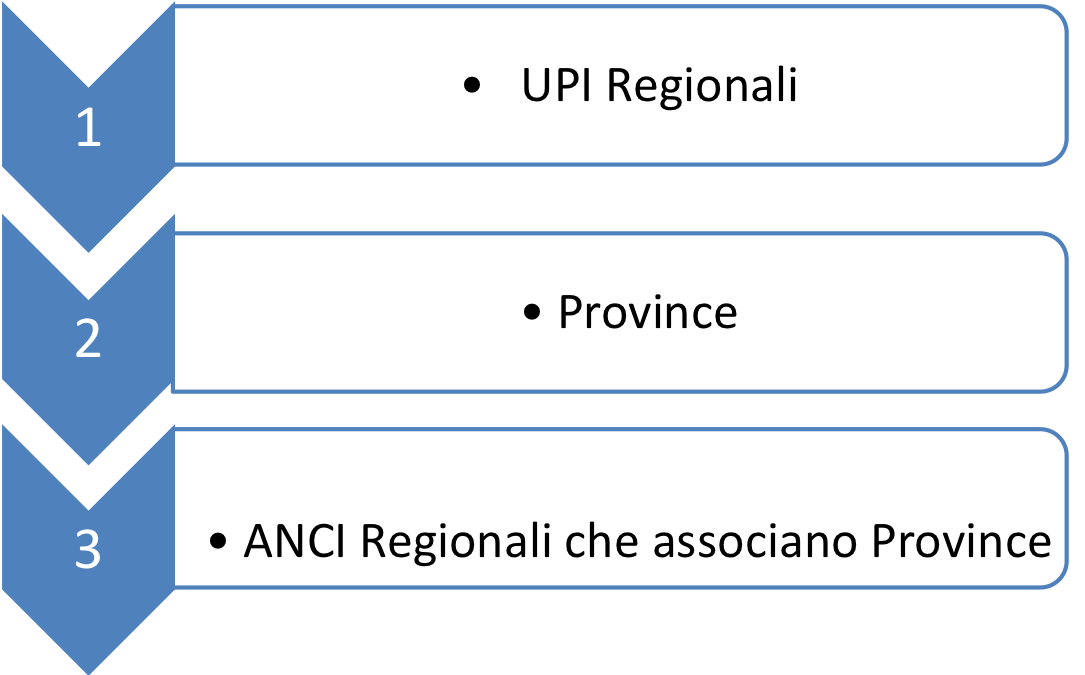 1
• UPI Regionali
2
• Province
3
• ANCI Regionali che associano Province